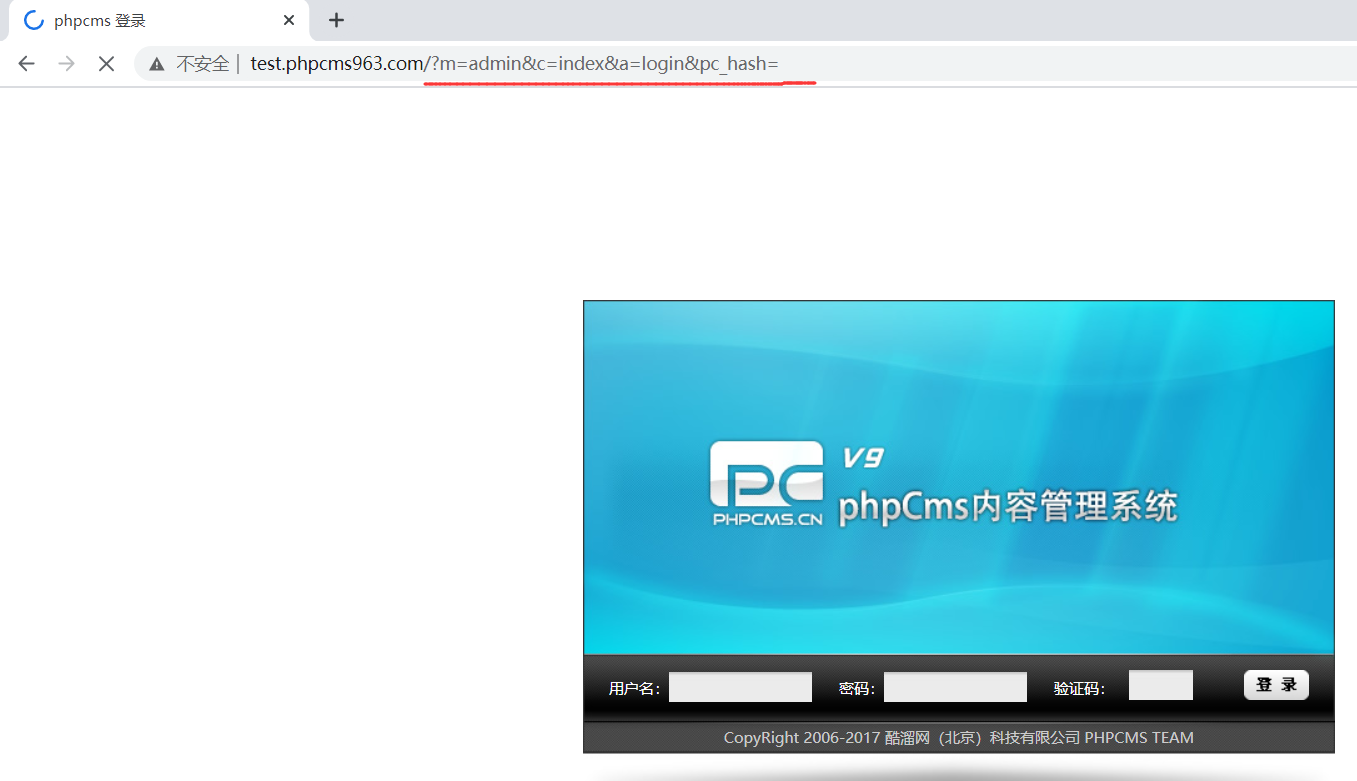 phpcms 登录
不安全 | test.phpcms963.com/?m=admin&c=index&a=login&pc_hash=
V9
PC
PHPCMS.CN
phpCms内容管理系统
用户名： 密码： 验证码： 登 录
CopyRight 2006-2017 酷溜网（北京）科技有限公司 PHPCMS TEAM